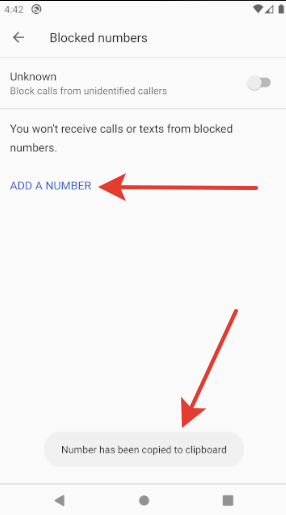 4:42
Blocked numbers
Unknown
Block calls from unidentified callers
You won't receive calls or texts from blocked
numbers.
ADD A NUMBER
Number has been copied to clipboard